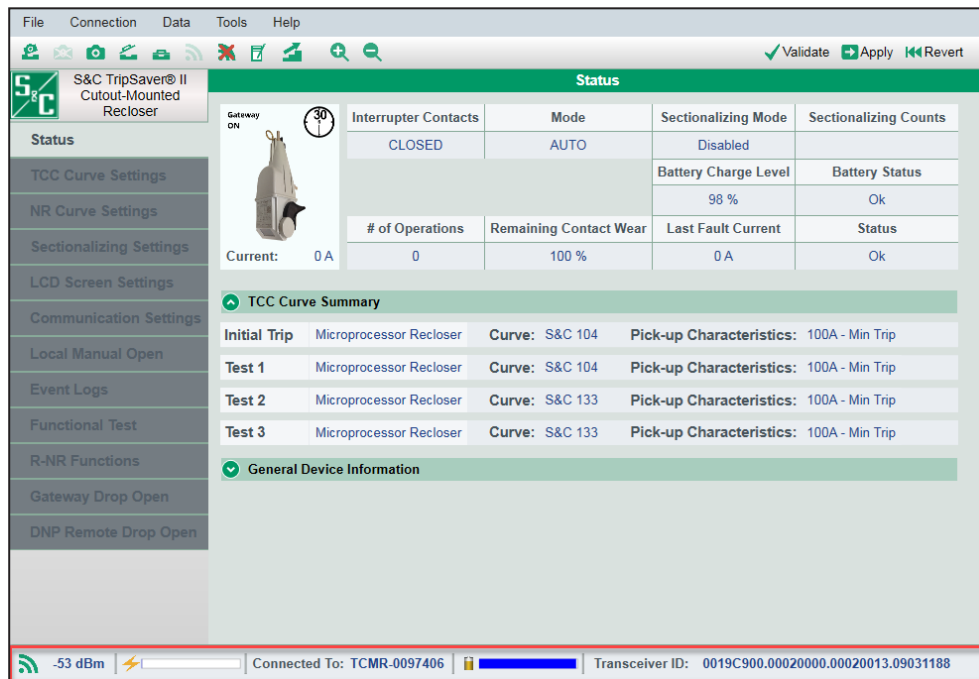 File Connection Data Tools Help
Validate Apply Revert
S&C
S&C TripSaver® II
Cutout-Mounted
Recloser
Status
Status
TCC Curve Settings
NR Curve Settings
Sectionalizing Settings
LCD Screen Settings
Communication Settings
Local Manual Open
Event Logs
Functional Test
R-NR Functions
Gateway Drop Open
DNP Remote Drop Open
Gateway
ON
30
Current: 0 A
Interrupter Contacts Mode Sectionalizing Mode Sectionalizing Counts
CLOSED AUTO Disabled
Battery Charge Level Battery Status
98 % Ok
# of Operations Remaining Contact Wear Last Fault Current Status
0 100 % 0 A Ok
TCC Curve Summary
Initial Trip Microprocessor Recloser Curve: S&C 104 Pick-up Characteristics: 100A - Min Trip
Test 1 Microprocessor Recloser Curve: S&C 104 Pick-up Characteristics: 100A - Min Trip
Test 2 Microprocessor Recloser Curve: S&C 133 Pick-up Characteristics: 100A - Min Trip
Test 3 Microprocessor Recloser Curve: S&C 133 Pick-up Characteristics: 100A - Min Trip
General Device Information
-53 dBm Connected To: TCMR-0097406 Transceiver ID: 0019C900.00020000.00020013.09031188